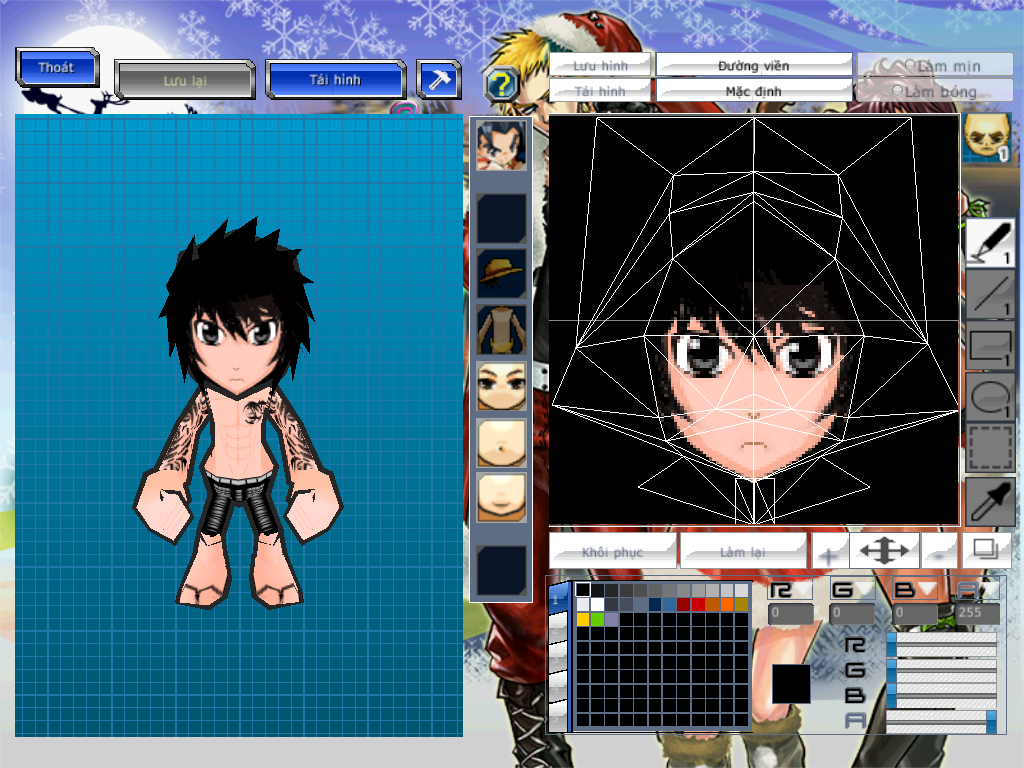 Thoát
Lưu lại
Tải hình
?
Lưu hình
Đường viền
Làm mịn
Tải hình
Mặc định
Làm bóng
1
1
1
1
1
Khôi phục
Làm lại
+
-
1
R
G
B
A
0
0
0
255
R
G
B
A